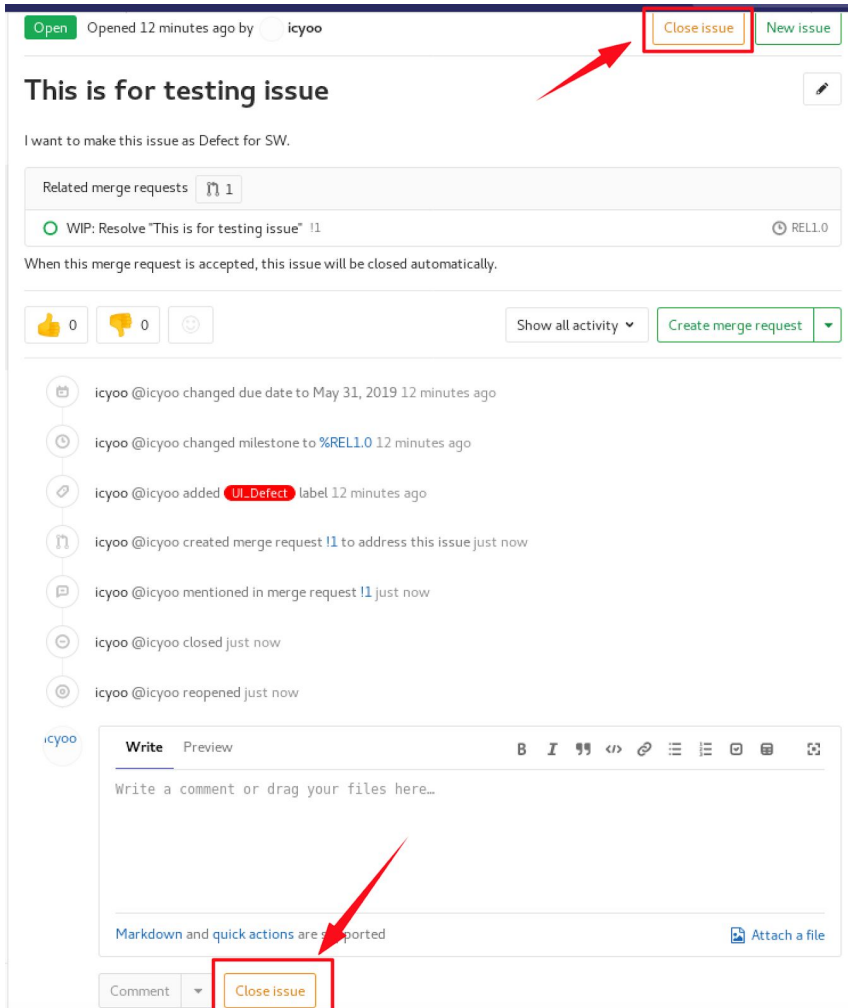 Open Opened 12 minutes ago by icyoo Close issue New issue
This is for testing issue
I want to make this issue as Defect for SW.
Related merge requests 1
WIP: Resolve "This is for testing issue" !1 REL1.0
When this merge request is accepted, this issue will be closed automatically.
0 0 Show all activity Create merge request
icyoo @icyoo changed due date to May 31, 2019 12 minutes ago
icyoo @icyoo changed milestone to %REL1.0 12 minutes ago
icyoo @icyoo added UI_Defect label 12 minutes ago
icyoo @icyoo created merge request !1 to address this issue just now
icyoo @icyoo mentioned in merge request !1 just now
icyoo @icyoo closed just now
icyoo @icyoo reopened just now
icyoo Write Preview B I
Write a comment or drag your files here…
Markdown and quick actions are supported Attach a file
Comment Close issue